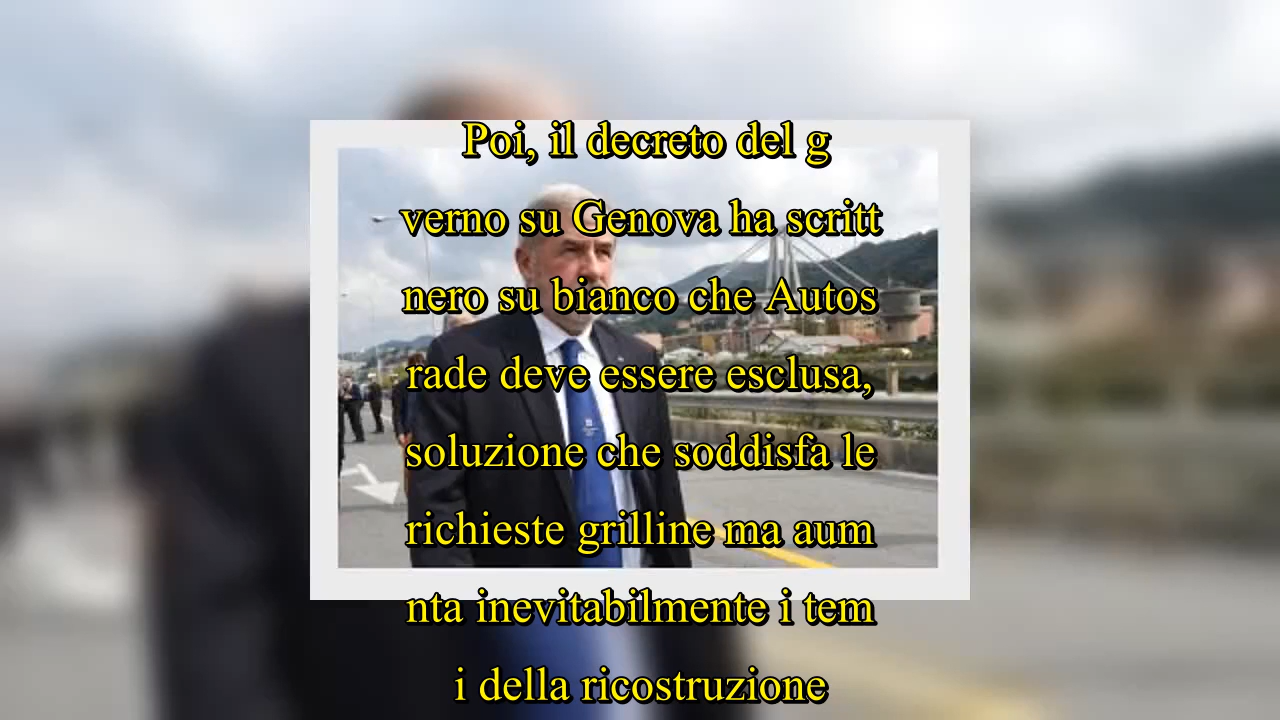 Poi, il decreto del g
verno su Genova ha scritt
nero su bianco che Autos
rade deve essere esclusa,
soluzione che soddisfa le
richieste grilline ma aum
nta inevitabilmente i tem
i della ricostruzione